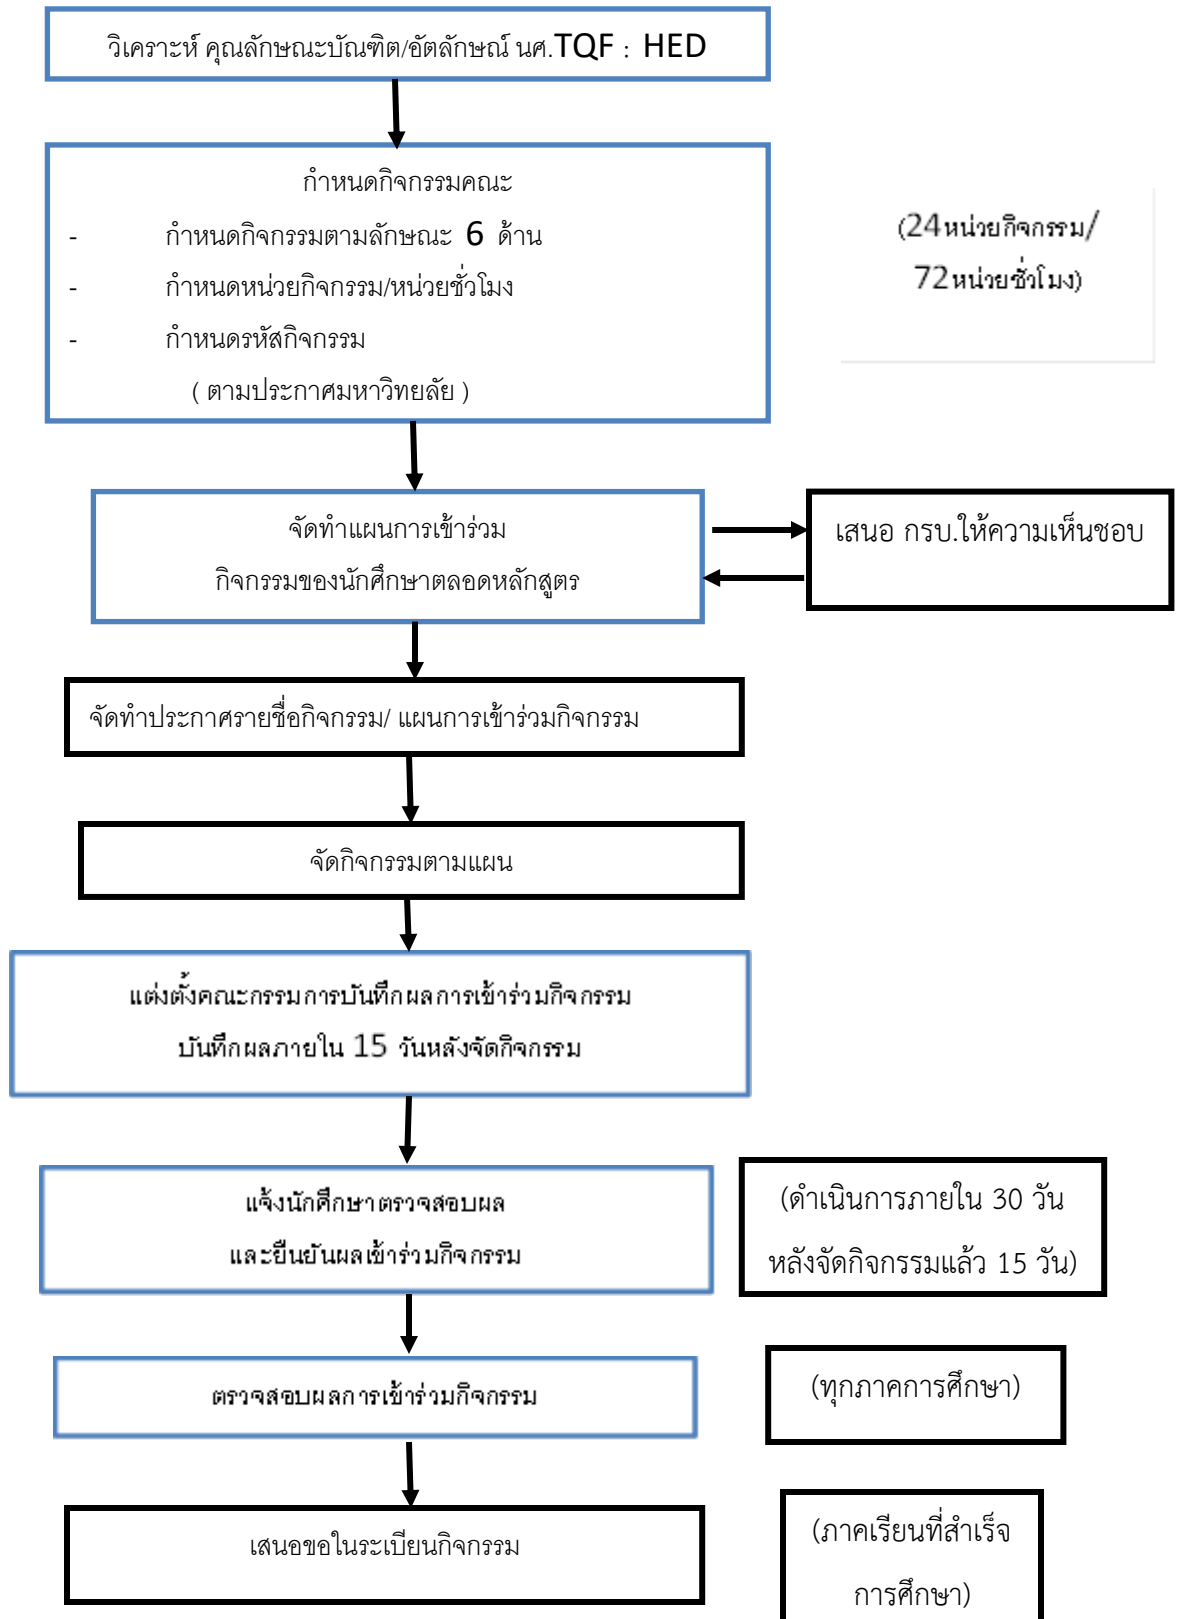 วิเคราะห์ คุณลักษณะบัณฑิต/อัตลักษณ์ นศ.TQF : HED
กำหนดกิจกรรมคณะ
- กำหนดกิจกรรมตามลักษณะ 6 ด้าน
- กำหนดหน่วยกิจกรรม/หน่วยชั่วโมง
- กำหนดรหัสกิจกรรม
( ตามประกาศมหาวิทยาลัย )
(24หน่วยกิจกรรม/
72หน่วยชั่วโมง)
จัดทำแผนการเข้าร่วม
กิจกรรมของนักศึกษาตลอดหลักสูตร
เสนอ กรบ.ให้ความเห็นชอบ
จัดทำประกาศรายชื่อกิจกรรม/ แผนการเข้าร่วมกิจกรรม
จัดกิจกรรมตามแผน
แต่งตั้งคณะกรรมการบันทึกผลการเข้าร่วมกิจกรรม
บันทึกผลภายใน 15 วันหลังจัดกิจกรรม
แจ้งนักศึกษาตรวจสอบผล
และยืนยันผลเข้าร่วมกิจกรรม
(ดำเนินการภายใน 30 วัน
หลังจัดกิจกรรมแล้ว 15 วัน)
ตรวจสอบผลการเข้าร่วมกิจกรรม
(ทุกภาคการศึกษา)
เสนอขอในระเบียนกิจกรรม
(ภาคเรียนที่สำเร็จ
การศึกษา)